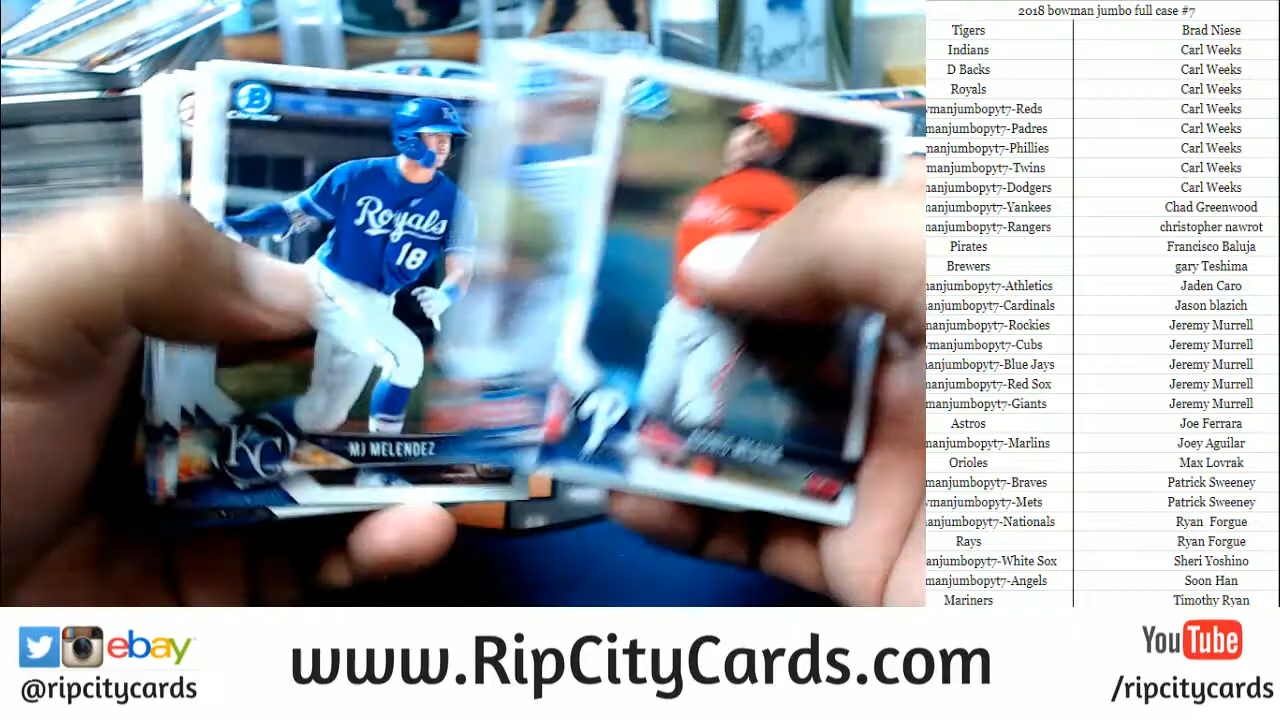 2018 bowman jumbo full case #7
Tigers Brad Niese
Indians Carl Weeks
D Backs Carl Weeks
Royals Carl Weeks
manjumbopyt7-Reds Carl Weeks
manjumbopyt7-Padres Carl Weeks
manjumbopyt7-Phillies Carl Weeks
manjumbopyt7-Twins Carl Weeks
manjumbopyt7-Dodgers Carl Weeks
manjumbopyt7-Yankees Chad Greenwood
manjumbopyt7-Rangers christopher nawrot
Pirates Francisco Baluja
Brewers gary Teshima
manjumbopyt7-Athletics Jaden Caro
manjumbopyt7-Cardinals Jason blazich
manjumbopyt7-Rockies Jeremy Murrell
manjumbopyt7-Cubs Jeremy Murrell
manjumbopyt7-Blue Jays Jeremy Murrell
manjumbopyt7-Red Sox Jeremy Murrell
manjumbopyt7-Giants Jeremy Murrell
Astros Joe Ferrara
manjumbopyt7-Marlins Joey Aguilar
Orioles Max Lovrak
manjumbopyt7-Braves Patrick Sweeney
manjumbopyt7-Mets Patrick Sweeney
anjumbopyt7-Nationals Ryan Forgue
Rays Ryan Forgue
anjumbopyt7-White Sox Sheri Yoshino
manjumbopyt7-Angels Soon Han
Mariners Timothy Ryan
B
Chrome
KC
Royals
18
KC
MJ MELENDEZ
P
ebay
@ripcitycards
www.RipCityCards.com
YouTube
/ripcitycards